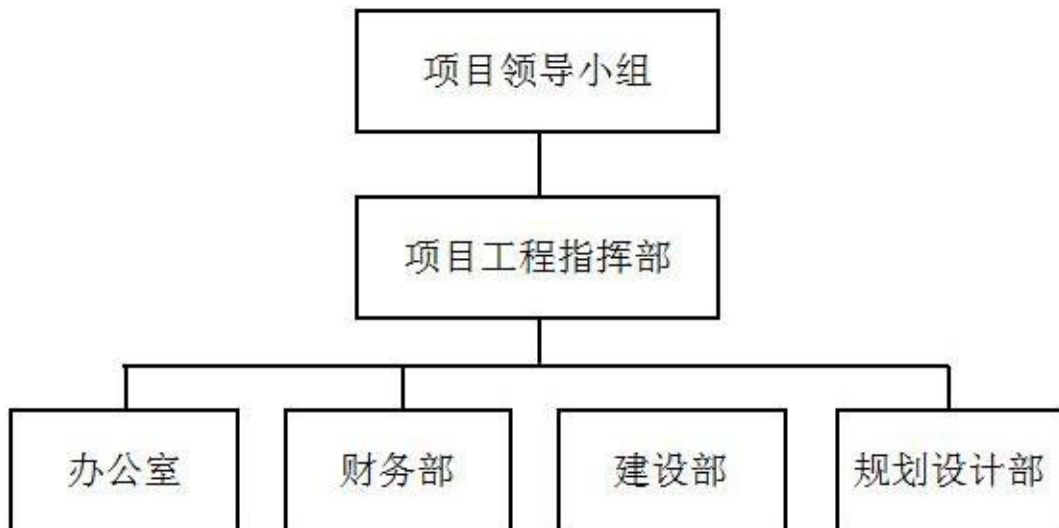 项目领导小组
项目工程指挥部
办公室
财务部
建设部
规划设计部